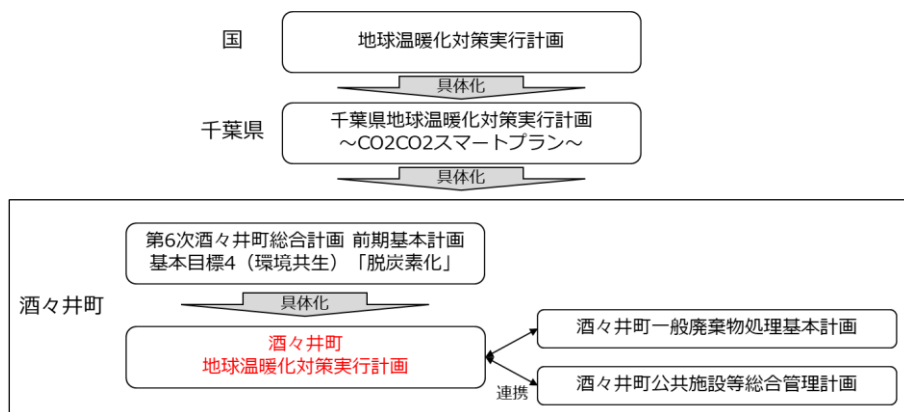 国
地球温暖化対策実行計画
具体化
千葉県
千葉県地球温暖化対策実行計画
～CO2CO2スマートプラン～
具体化
第6次酒々井町総合計画 前期基本計画
基本目標4（環境共生）「脱炭素化」
酒々井町
具体化
酒々井町
地球温暖化対策実行計画
酒々井町一般廃棄物処理基本計画
連携
酒々井町公共施設等総合管理計画